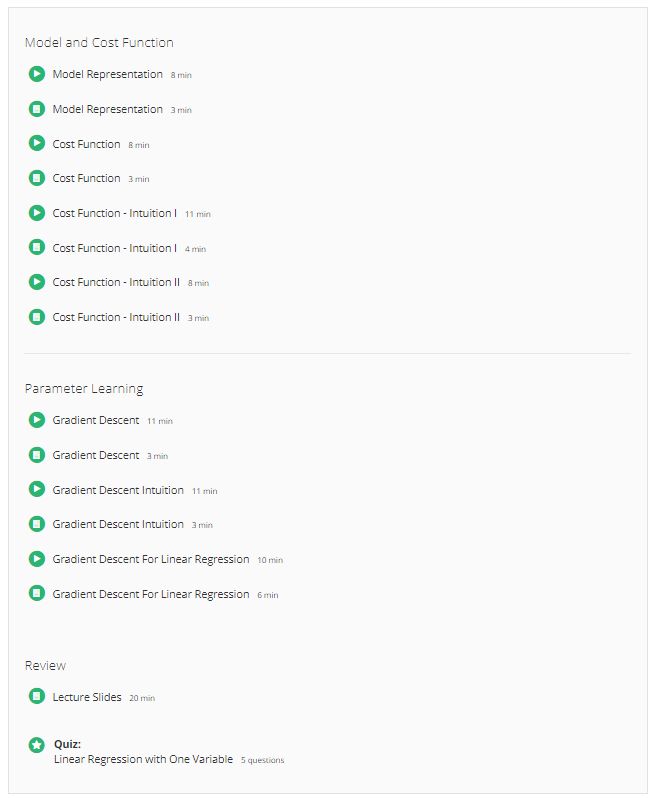 Model and Cost Function
Model Representation 8 min
Model Representation 3 min
Cost Function 8 min
Cost Function 3 min
Cost Function - Intuition I 11 min
Cost Function - Intuition I 4 min
Cost Function - Intuition II 8 min
Cost Function - Intuition II 3 min
Parameter Learning
Gradient Descent 11 min
Gradient Descent 3 min
Gradient Descent Intuition 11 min
Gradient Descent Intuition 3 min
Gradient Descent For Linear Regression 10 min
Gradient Descent For Linear Regression 6 min
Review
Lecture Slides 20 min
Quiz:
Linear Regression with One Variable 5 questions